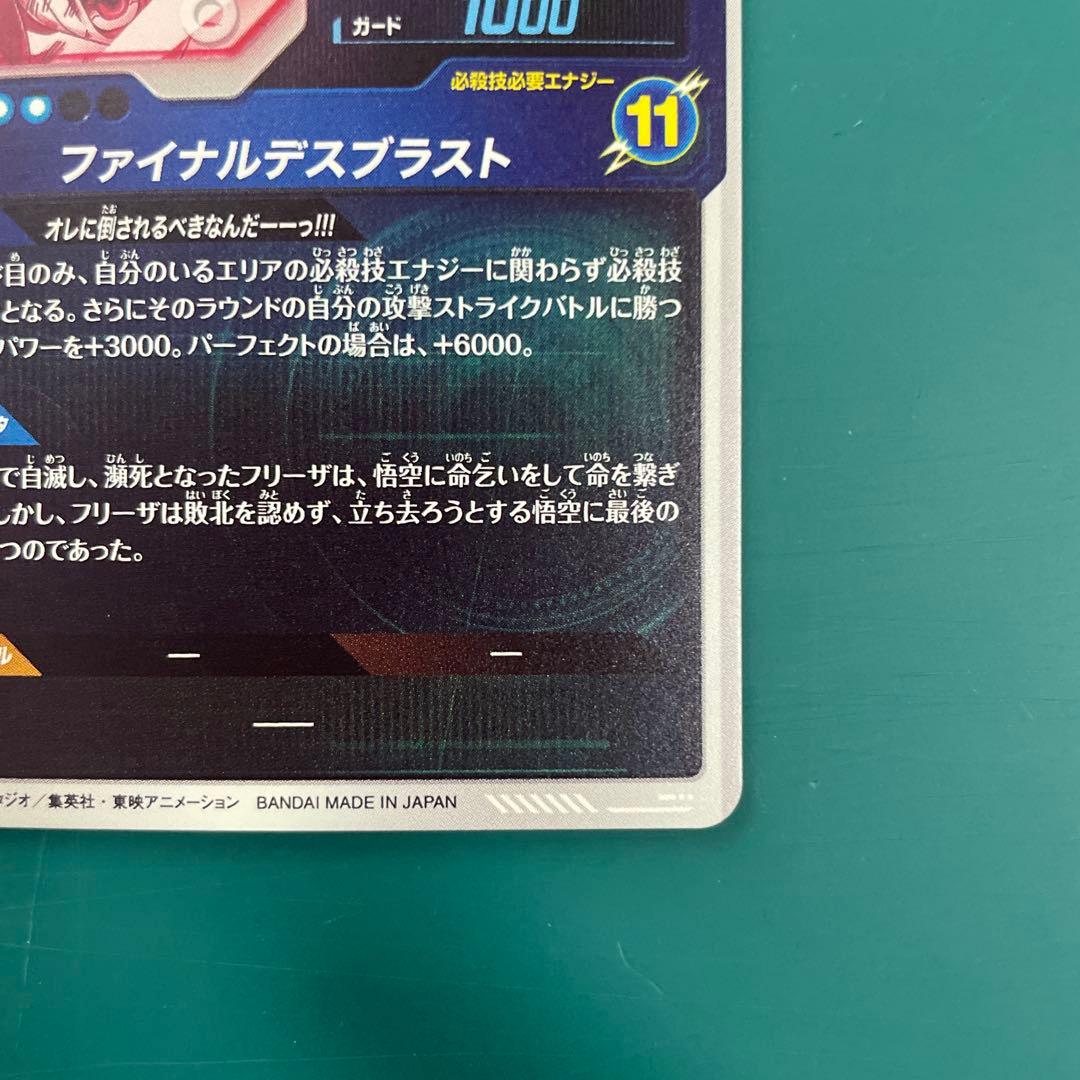 ガード 1000
必殺技必要エナジー
11
ファイナルデスブラスト
オレに倒されるべきなんだーーっ!!!
目のみ、自分のいるエリアの必殺技エナジーに関わらず必殺技
となる。さらにそのラウンドの自分の攻撃ストライクバトルに勝つ
パワーを+3000。パーフェクトの場合は、+6000。
で自滅し、瀕死となったフリーザは、悟空に命乞いをして命を繋ぎ
しかし、フリーザは敗北を認めず、立ち去ろうとする悟空に最後の
つのであった。
ル
— —
—
ジオ／集英社・東映アニメーション BANDAI MADE IN JAPAN